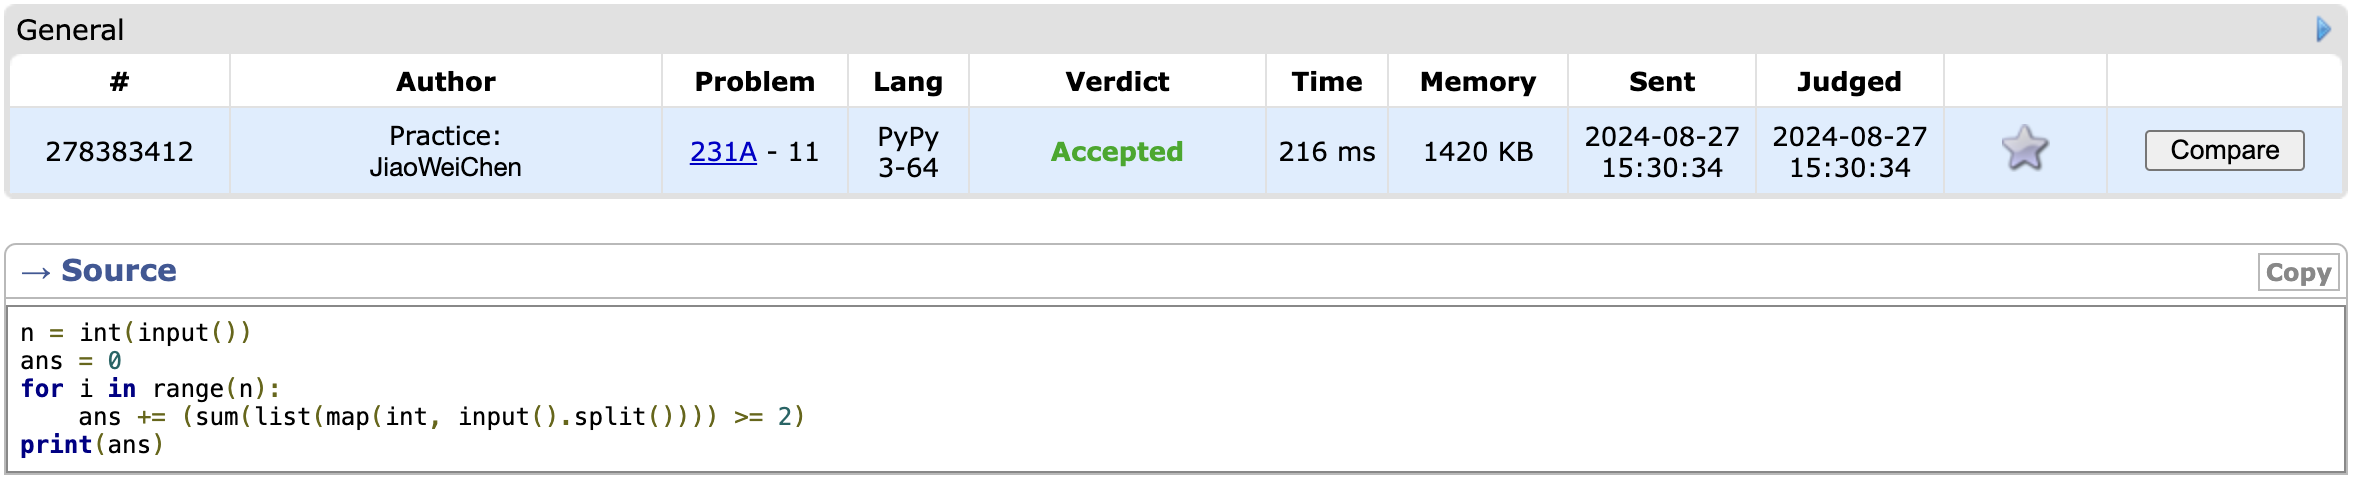 General
# Author Problem Lang Verdict Time Memory Sent Judged
278383412 Practice: JiaoWeiChen 231A - 11 PyPy 3-64 Accepted 216 ms 1420 KB 2024-08-27 15:30:34 2024-08-27 15:30:34 Compare
→ Source Copy
n = int(input())
ans = 0
for i in range(n):
    ans += (sum(list(map(int, input().split()))) >= 2)
print(ans)